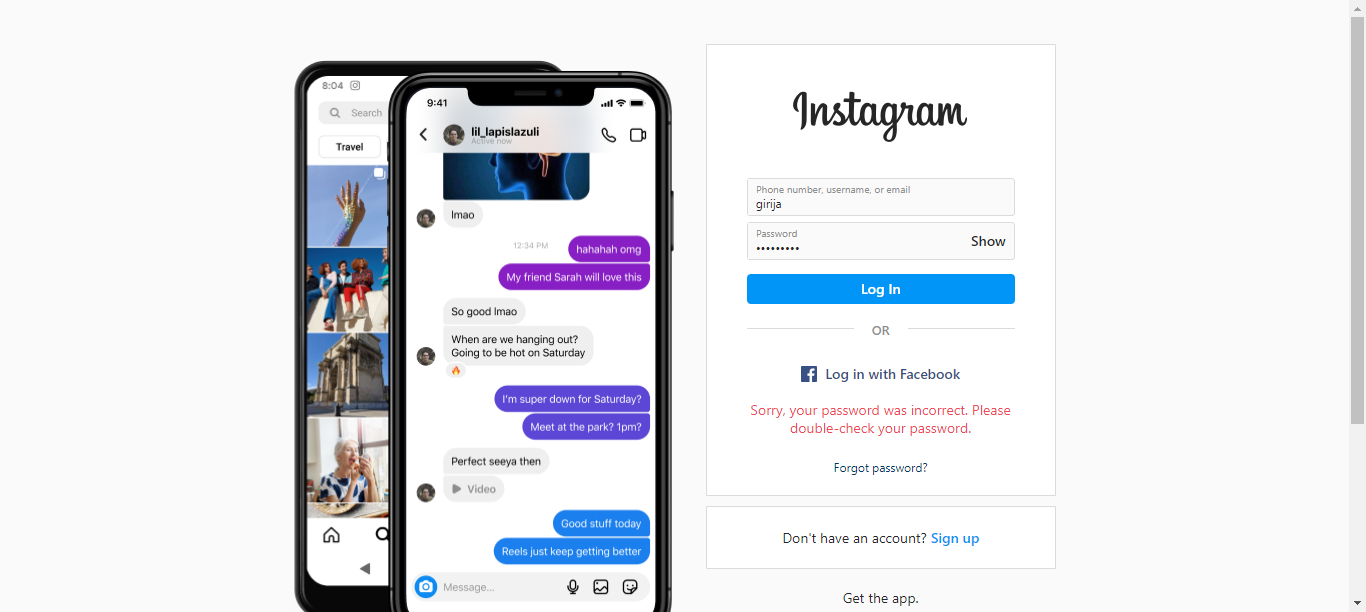 8:04
Search
Travel
9:41
lil_lapislazuli
Active now
lmao
12:34 PM
hahahah omg
My friend Sarah will love this
So good lmao
When are we hanging out?
Going to be hot on Saturday
I'm super down for Saturday?
Meet at the park? 1pm?
Perfect seeya then
Video
Good stuff today
Reels just keep getting better
Message...
Instagram
Phone number, username, or email
girija
Password
•••••••••
Show
Log In
OR
Log in with Facebook
Sorry, your password was incorrect. Please
double-check your password.
Forgot password?
Don't have an account? Sign up
Get the app.